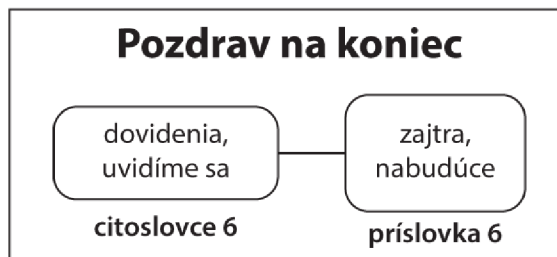 Pozdrav na koniec
dovidenia,
uvidíme sa
citoslovce 6
zajtra,
nabudúce
príslovka 6